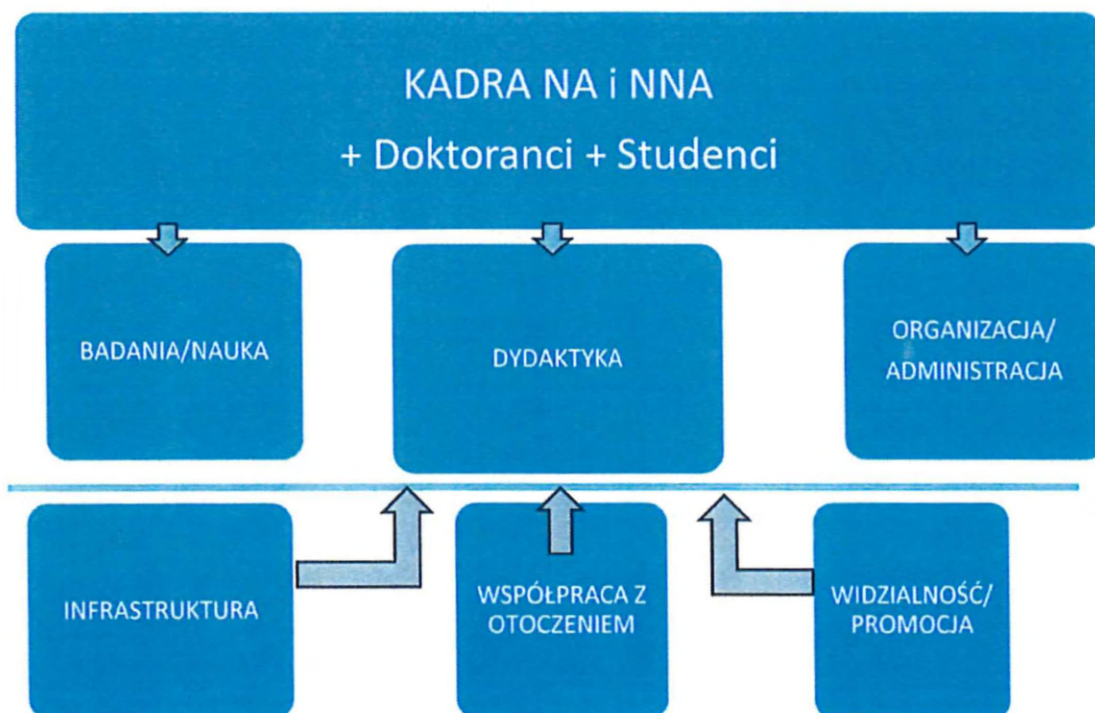 KADRA NA i NNA
+ Doktoranci + Studenci
BADANIA/NAUKA
DYDAKTYKA
ORGANIZACJA/
ADMINISTRACJA
INFRASTRUKTURA
WSPÓŁPRACA Z
OTOCZENIEM
WIDZIALNOŚĆ/
PROMOCJA